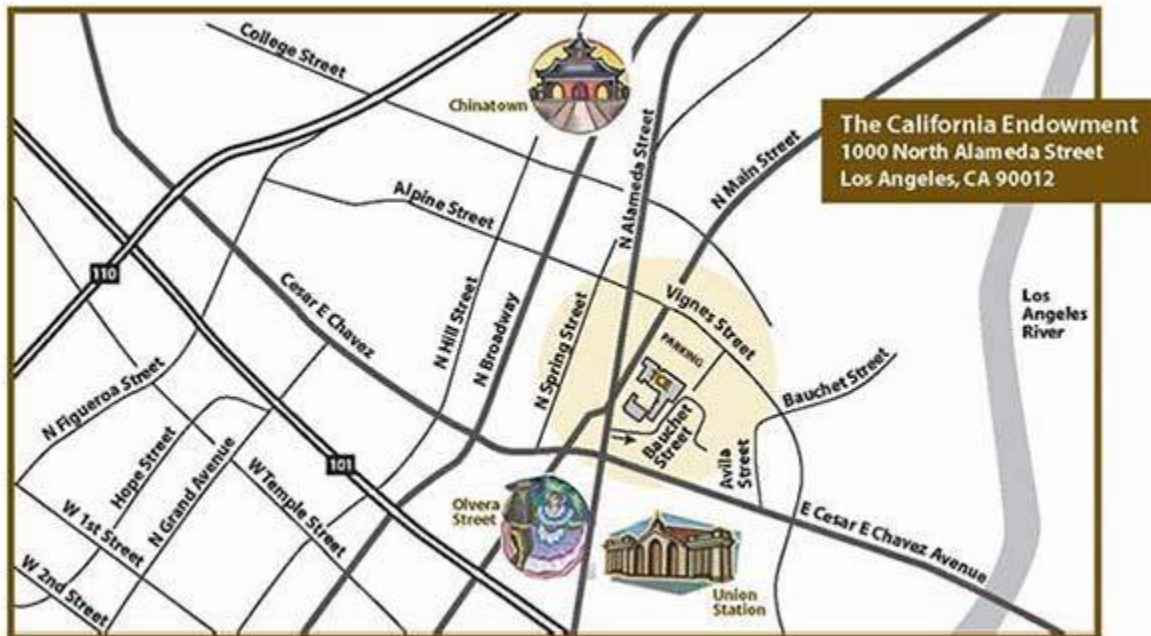 College Street
Chinatown
The California Endowment
1000 North Alameda Street
Los Angeles, CA 90012
N Alameda Street
N Main Street
Alpine Street
110
Cesar E Chavez
N Hill Street
N Broadway
N Spring Street
Vignes Street
PARKING
Los
Angeles
River
N Figueroa Street
Bauchet Street
Bauchet
Street
Avila
Street
Hope Street
N Grand Avenue
101
W Temple Street
W 1st Street
W 2nd Street
Olvera
Street
E Cesar E Chavez Avenue
Union
Station